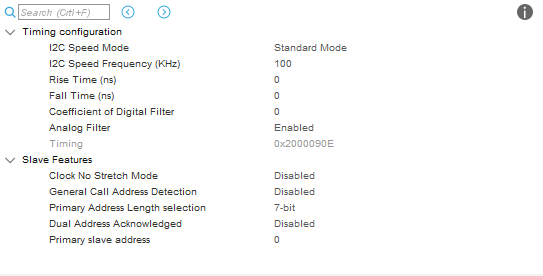 Search (Crtl+F)
Timing configuration
I2C Speed Mode Standard Mode
I2C Speed Frequency (KHz) 100
Rise Time (ns) 0
Fall Time (ns) 0
Coefficient of Digital Filter 0
Analog Filter Enabled
Timing 0x2000090E
Slave Features
Clock No Stretch Mode Disabled
General Call Address Detection Disabled
Primary Address Length selection 7-bit
Dual Address Acknowledged Disabled
Primary slave address 0